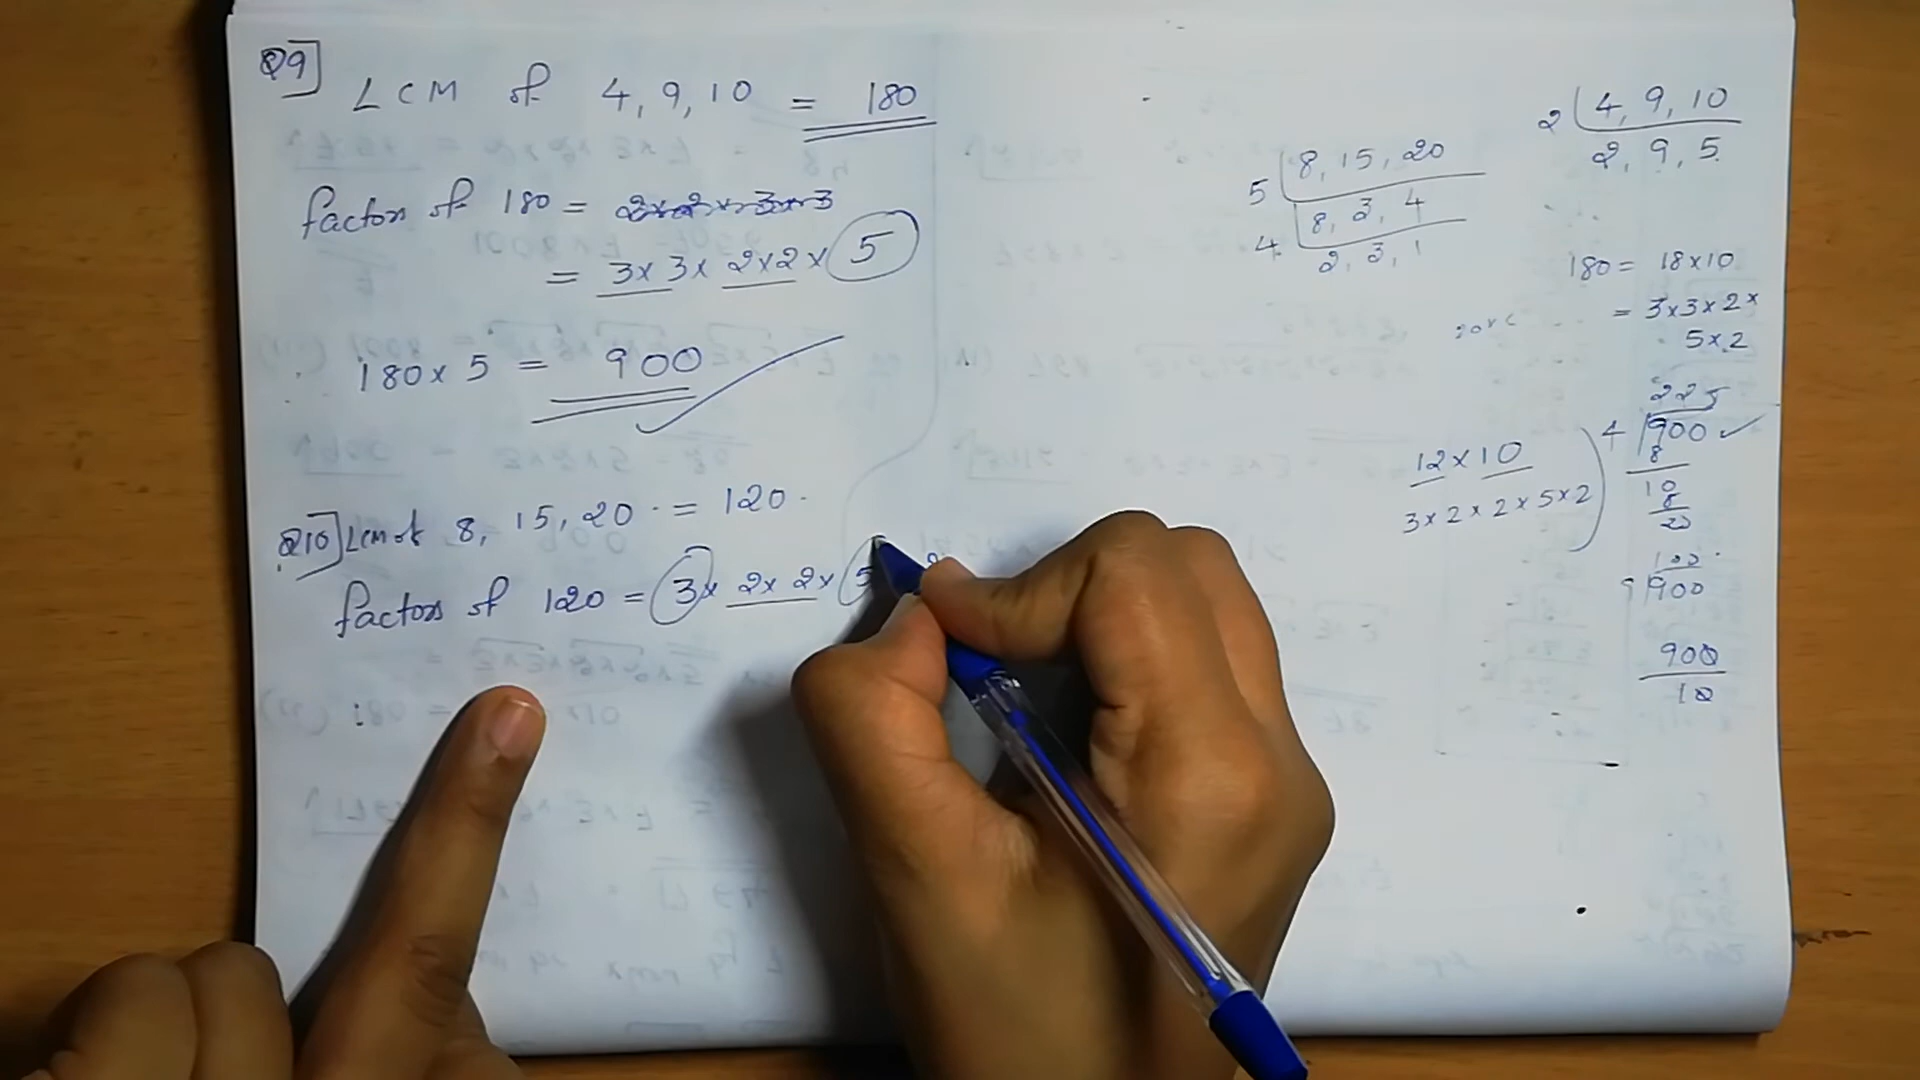 Q9]
LCM of 4, 9, 10 = 180
factors of 180 = 2×2×3×3
= 3×3×2×2×5
180×5 = 900
Q10] LCM of 8, 15, 20 = 120
factors of 120 = 3×2×2×5
2 | 4, 9, 10
2, 9, 5
5 | 8, 15, 20
4 | 8, 3, 4
2, 3, 1
180 = 18×10
= 3×3×2×
5×2
225
4 | 900
8
10
8
20
12×10
3×2×2×5×2
100
9 | 900
900
10